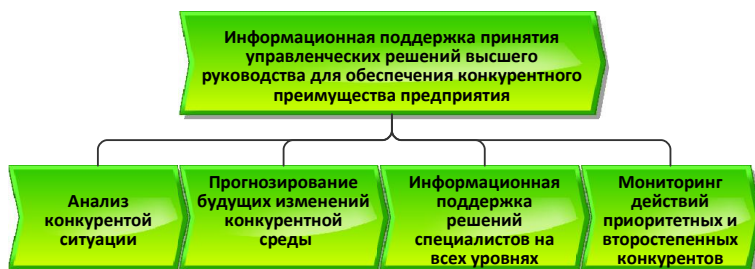 Информационная поддержка принятия
управленческих решений высшего
руководства для обеспечения конкурентного
преимущества предприятия
Анализ
конкурентой
ситуации
Прогнозирование
будущих изменений
конкурентной
среды
Информационная
поддержка
решений
специалистов на
всех уровнях
Мониторинг
действий
приоритетных и
второстепенных
конкурентов